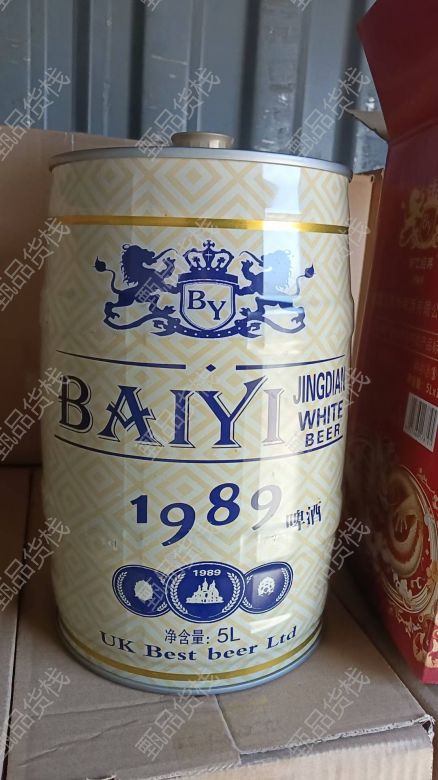 BY
BAIYI
JINGDIAN
WHITE
BEER
1989
啤酒
1989
净含量: 5L
UK Best beer Ltd
甄品货栈